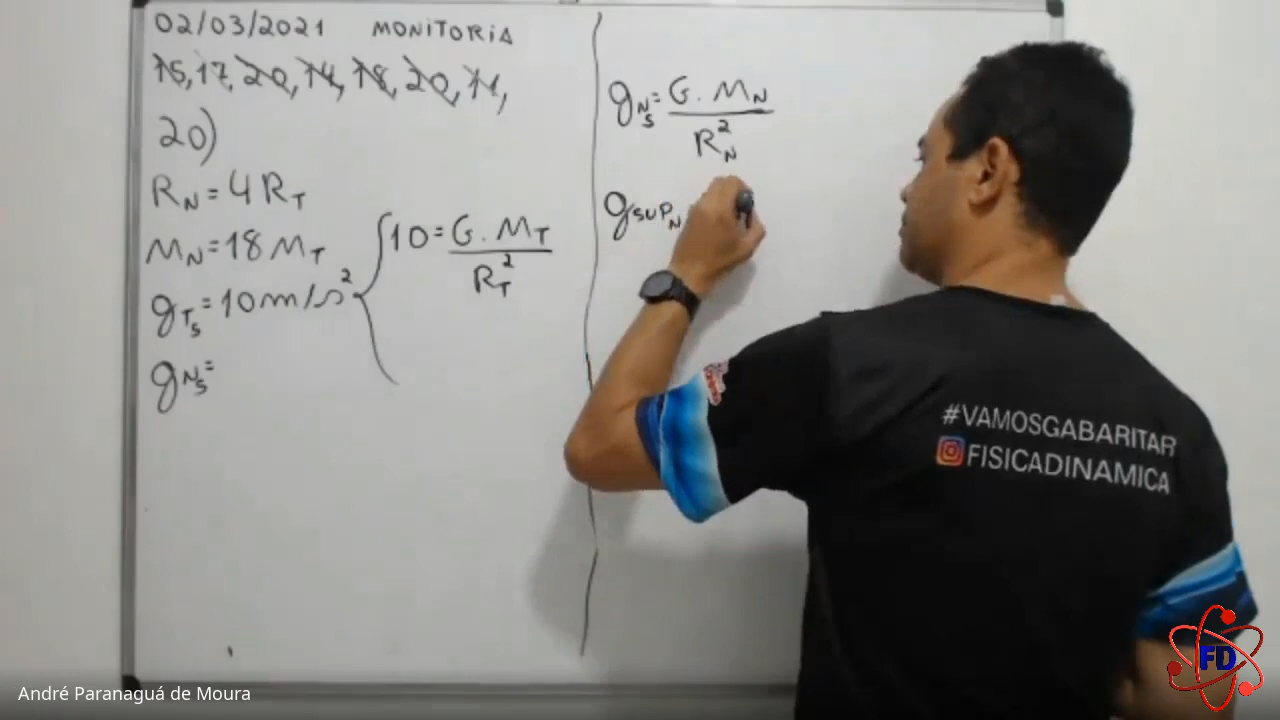 02/03/2021 MONITORIA
15, 17, 20, 14, 18, 20, 11,
20)
R_N = 4 R_T
M_N = 18 M_T
g_TS = 10 m/s²
g_NS =
10 = G . M_T
R_T²
g_NS = G . M_N
R_N²
g_SUP_N
#VAMOSGABARITAR
FISICADINAMICA
FD
André Paranaguá de Moura